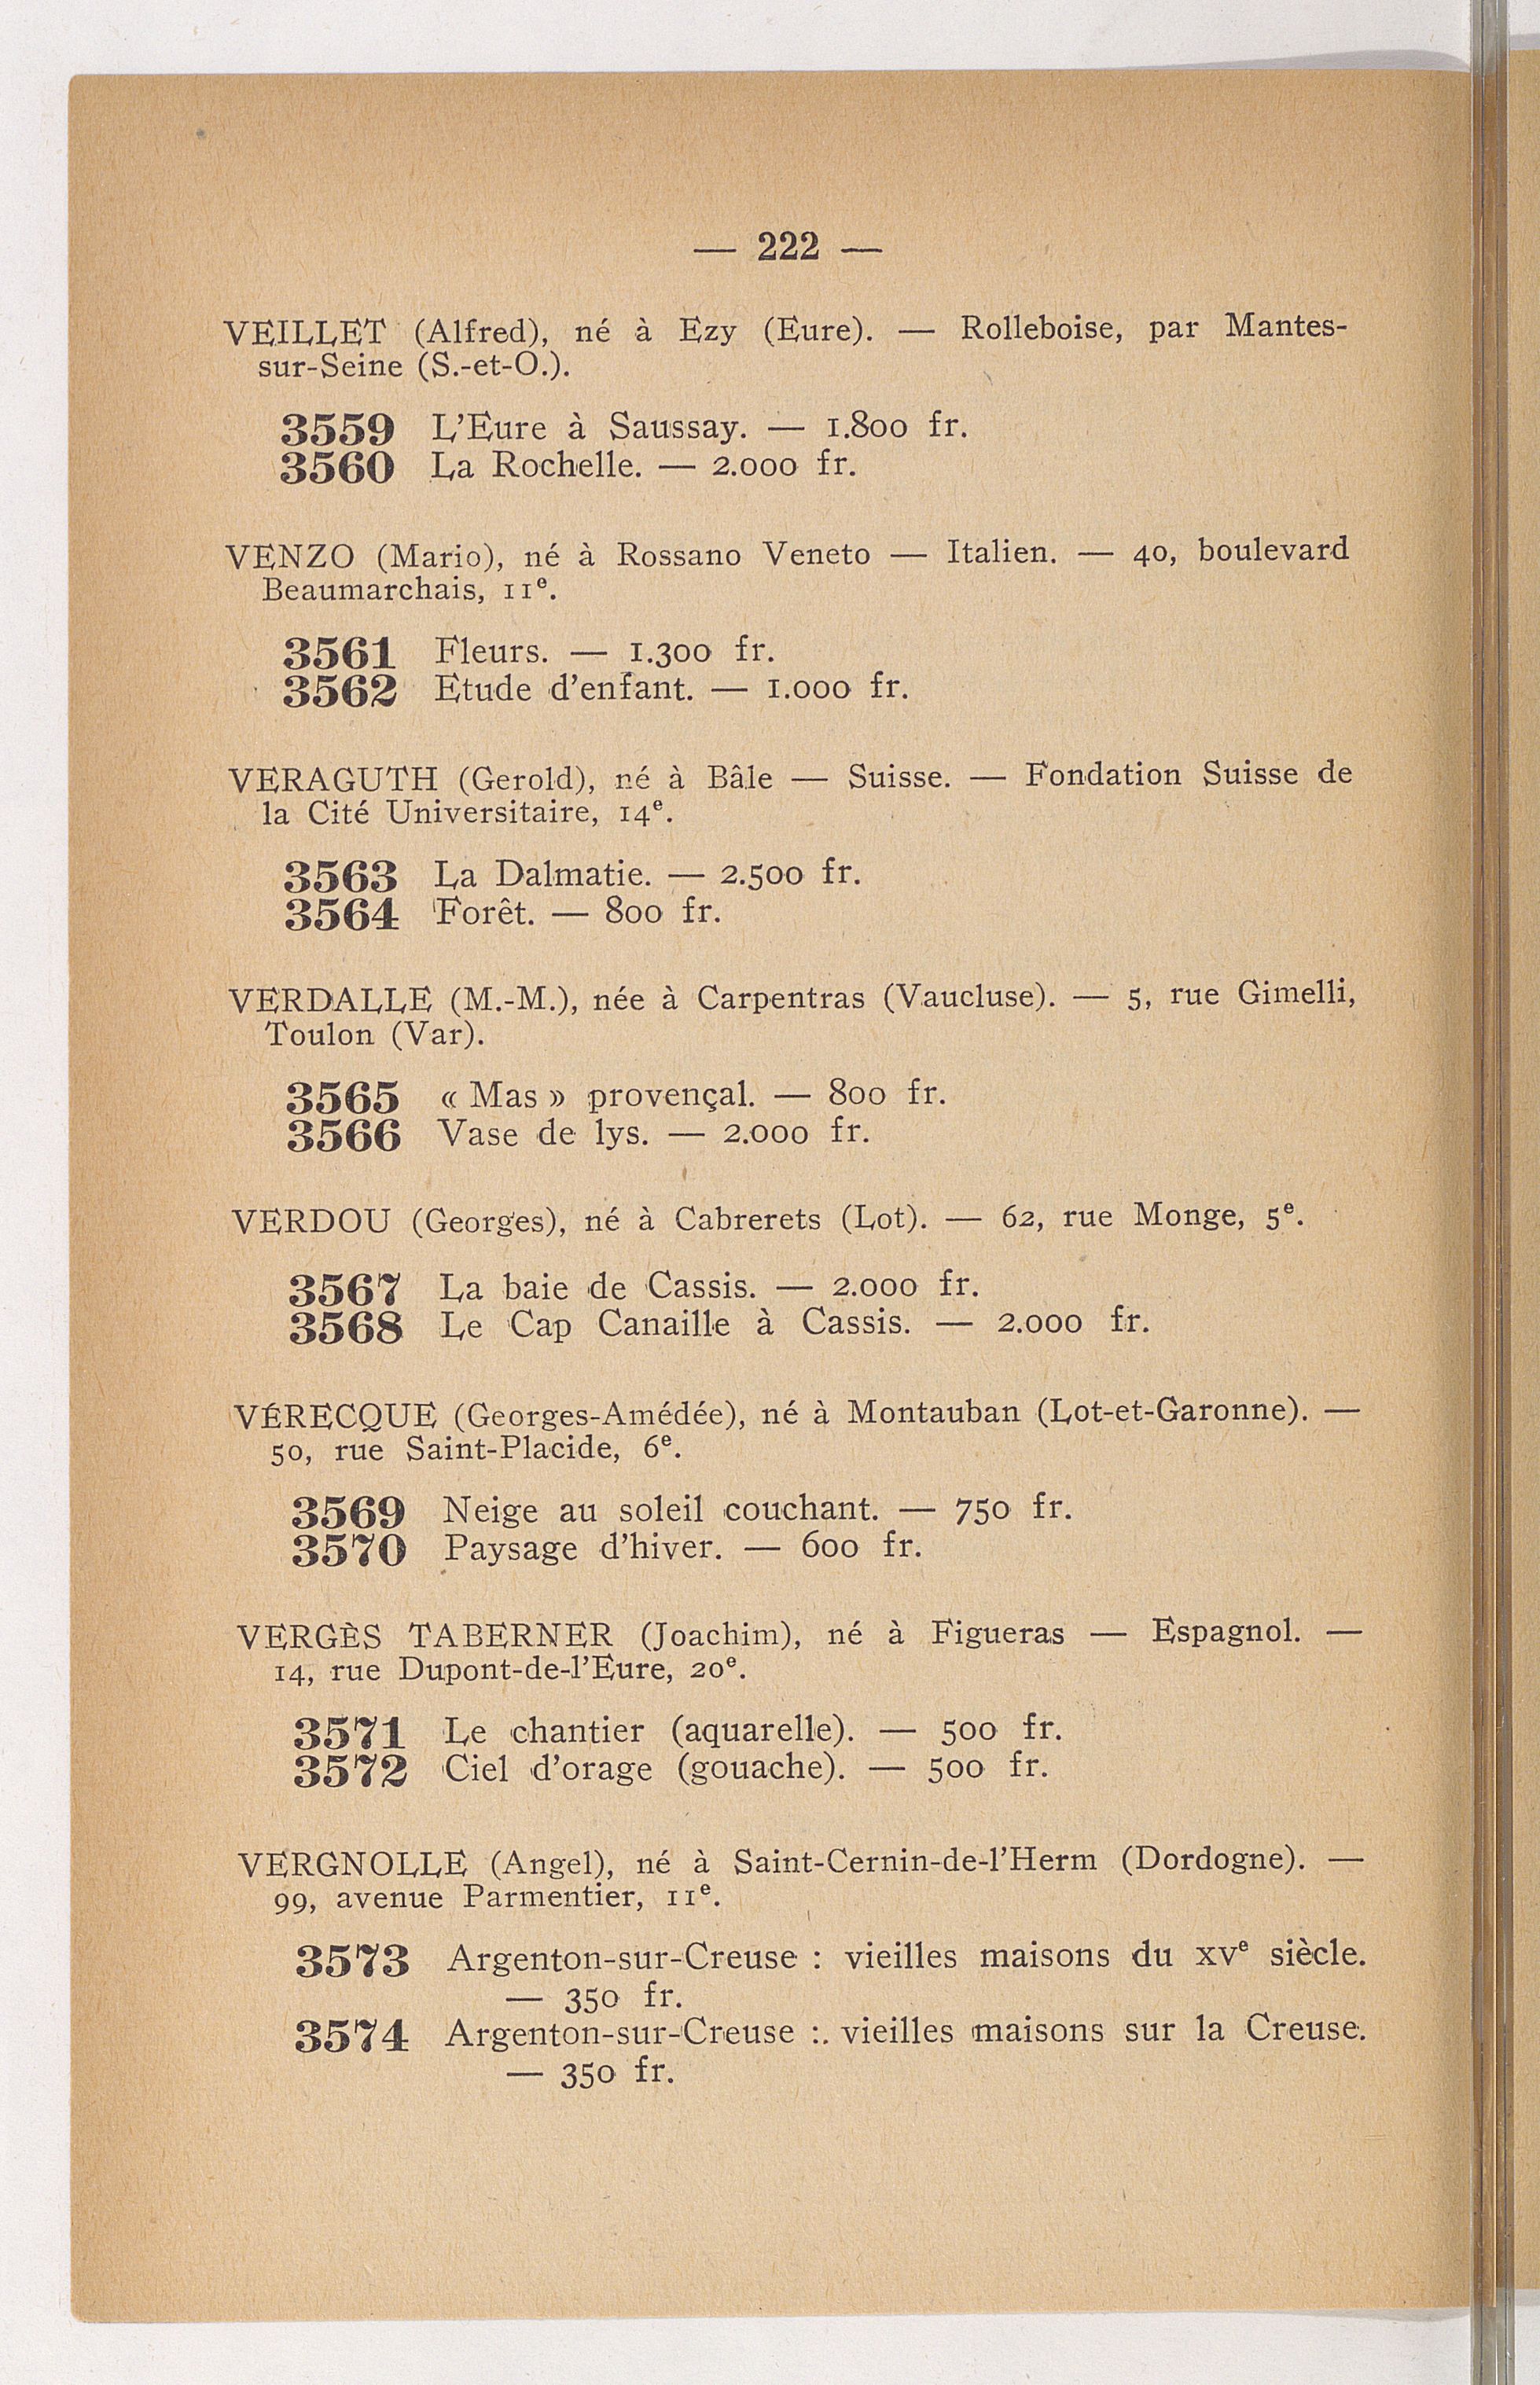 — 222 —
VEILLET (Alfred), né à Ezy (Eure). — Rolleboise, par Mantes-
sur-Seine (S.-et-O.).
3559 L'Eure à Saussay. — 1.800 fr.
3560 La Rochelle. — 2.000 fr.
VENZO (Mario), né à Rossano Veneto — Italien. — 40, boulevard
Beaumarchais, 11e.
3561 Fleurs. — 1.300 fr.
3562 Etude d'enfant. — 1.000 fr.
VERAGUTH (Gerold), né à Bâle — Suisse. — Fondation Suisse de
la Cité Universitaire, 14e.
3563 La Dalmatie. — 2.500 fr.
3564 Forêt. — 800 fr.
VERDALLE (M.-M.), née à Carpentras (Vaucluse). — 5, rue Gimelli,
Toulon (Var).
3565 « Mas » provençal. — 800 fr.
3566 Vase de lys. — 2.000 fr.
VERDOU (Georges), né à Cabrerets (Lot). — 62, rue Monge, 5e.
3567 La baie de Cassis. — 2.000 fr.
3568 Le Cap Canaille à Cassis. — 2.000 fr.
VÉRECQUE (Georges-Amédée), né à Montauban (Lot-et-Garonne). —
50, rue Saint-Placide, 6e.
3569 Neige au soleil couchant. — 750 fr.
3570 Paysage d'hiver. — 600 fr.
VERGÈS TABERNER (Joachim), né à Figueras — Espagnol. —
14, rue Dupont-de-l'Eure, 20e.
3571 Le chantier (aquarelle). — 500 fr.
3572 Ciel d'orage (gouache). — 500 fr.
VERGNOLLE (Angel), né à Saint-Cernin-de-l'Herm (Dordogne). —
99, avenue Parmentier, 11e.
3573 Argenton-sur-Creuse : vieilles maisons du XVe siècle.
— 350 fr.
3574 Argenton-sur-Creuse :. vieilles maisons sur la Creuse.
— 350 fr.